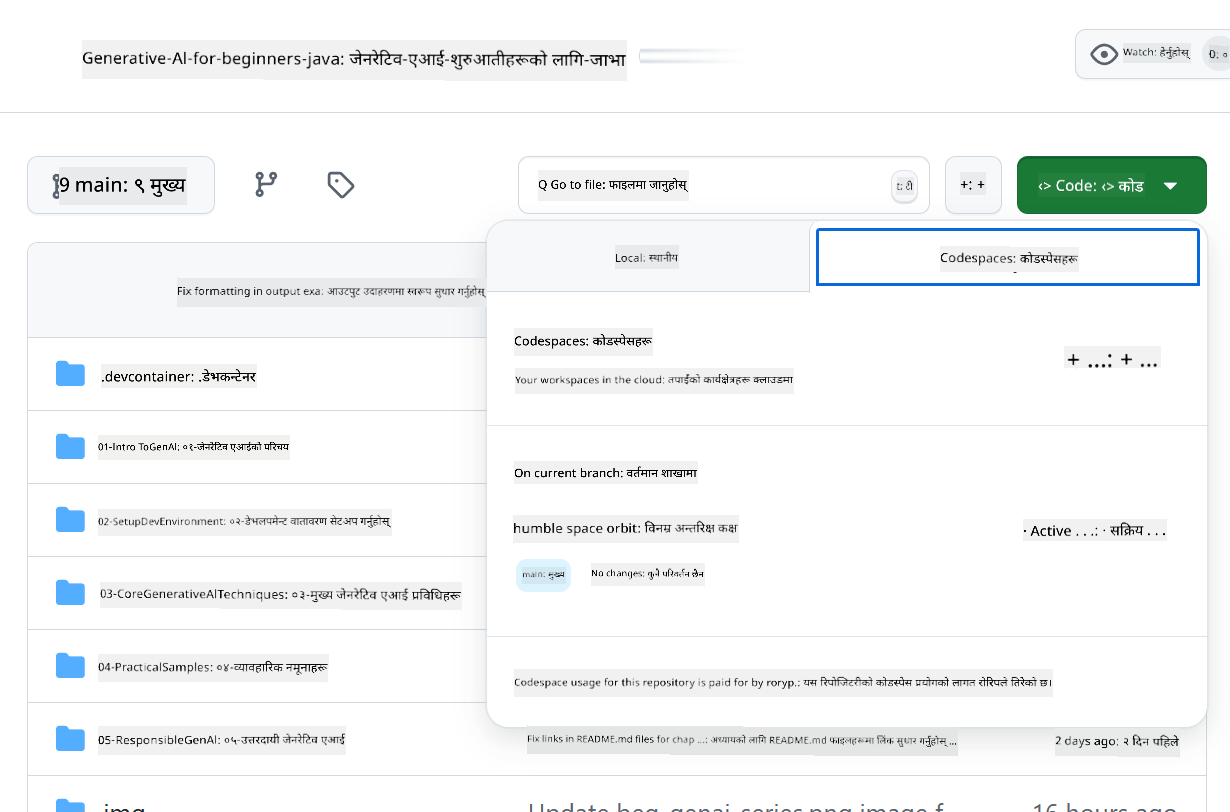 Generative-AI-for-beginners-java: जेनरेटिव-एआई-शुरुआतीहरूको लागि-जाभा
Watch: हेर्नुहोस्
0: ०
9 main: ९ मुख्य
Q Go to file: फाइलमा जानुहोस्
t: टी
+: +
<> Code: <> कोड
Local: स्थानीय
Codespaces: कोडस्पेसहरू
Fix formatting in output exa: आउटपुट उदाहरणमा स्वरूप सुधार गर्नुहोस्
Codespaces: कोडस्पेसहरू
+ ...: + ...
Your workspaces in the cloud: तपाईंको कार्यक्षेत्रहरू क्लाउडमा
.devcontainer: .डेभकन्टेनर
01-Intro ToGenAI: ०१-जेनरेटिव एआईको परिचय
On current branch: वर्तमान शाखामा
02-SetupDevEnvironment: ०२-डेभलपमेन्ट वातावरण सेटअप गर्नुहोस्
humble space orbit: विनम्र अन्तरिक्ष कक्ष
· Active . . .: · सक्रिय . . .
main: मुख्य
No changes: कुनै परिवर्तन छैन
03-CoreGenerativeAITechniques: ०३-मुख्य जेनरेटिव एआई प्रविधिहरू
04-PracticalSamples: ०४-व्यावहारिक नमूनाहरू
Codespace usage for this repository is paid for by roryp.: यस रिपोजिटरीको कोडस्पेस प्रयोगको लागत रोरिपले तिरेको छ।
05-ResponsibleGenAI: ०५-उत्तरदायी जेनरेटिव एआई
Fix links in README.md files for chap ...: अध्यायको लागि README.md फाइलहरूमा लिंक सुधार गर्नुहोस् ...
2 days ago: २ दिन पहिले
.img
Update beg-genai-series.png image f
16 hours ago